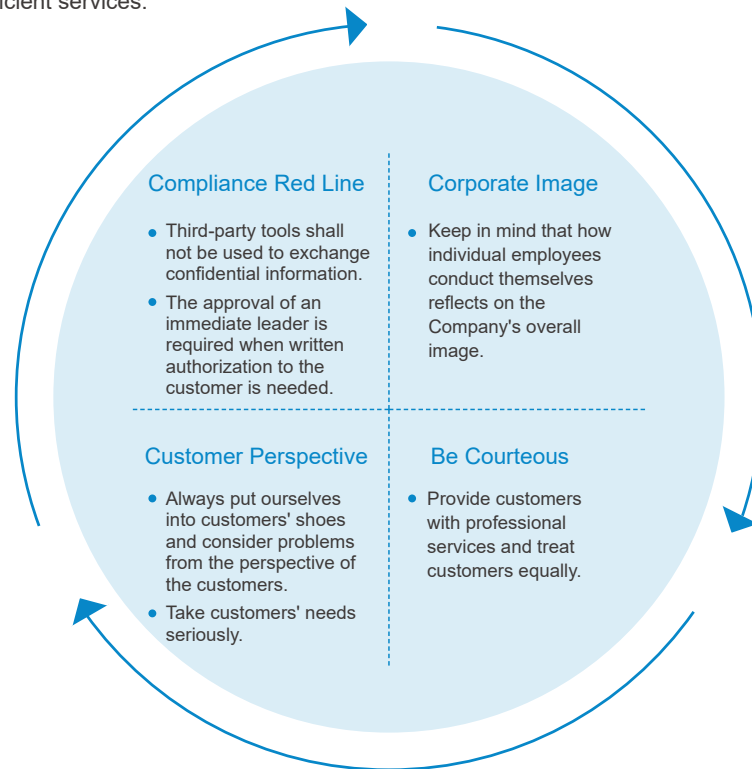 services.
Compliance Red Line
Third-party tools shall
not be used to exchange
confidential information.
The approval of an
immediate leader is
required when written
authorization to the
customer is needed.
Corporate Image
Keep in mind that how
individual employees
conduct themselves
reflects on the
Company's overall
image.
Customer Perspective
Always put ourselves
into customers' shoes
and consider problems
from the perspective of
the customers.
Take customers' needs
seriously.
Be Courteous
Provide customers
with professional
services and treat
customers equally.